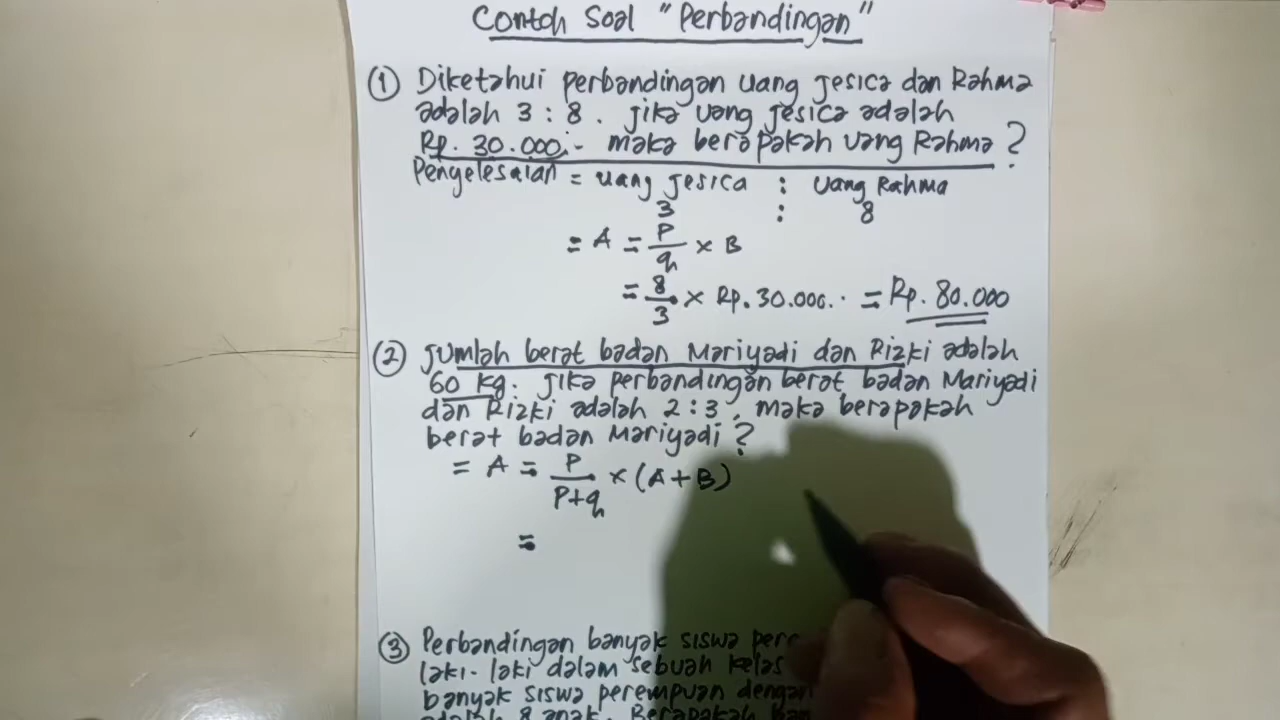 Contoh Soal "Perbandingan"
① Diketahui perbandingan uang Jesica dan Rahma
adalah 3 : 8 . Jika uang Jesica adalah
Rp. 30.000.- maka berapakah uang Rahma ?
Penyelesaian = uang Jesica : uang Rahma
3 : 8
= A = P/q × B
= 8/3 × Rp. 30.000.. = Rp. 80.000
② Jumlah berat badan Mariyadi dan Rizki adalah
60 kg. Jika perbandingan berat badan Mariyadi
dan Rizki adalah 2 : 3 , maka berapakah
berat badan Mariyadi ?
= A = P/P+q × (A+B)
=
③ Perbandingan banyak siswa
laki-laki dalam sebuah kelas
banyak siswa perempuan dengan
adalah 8 anak. Berapakah